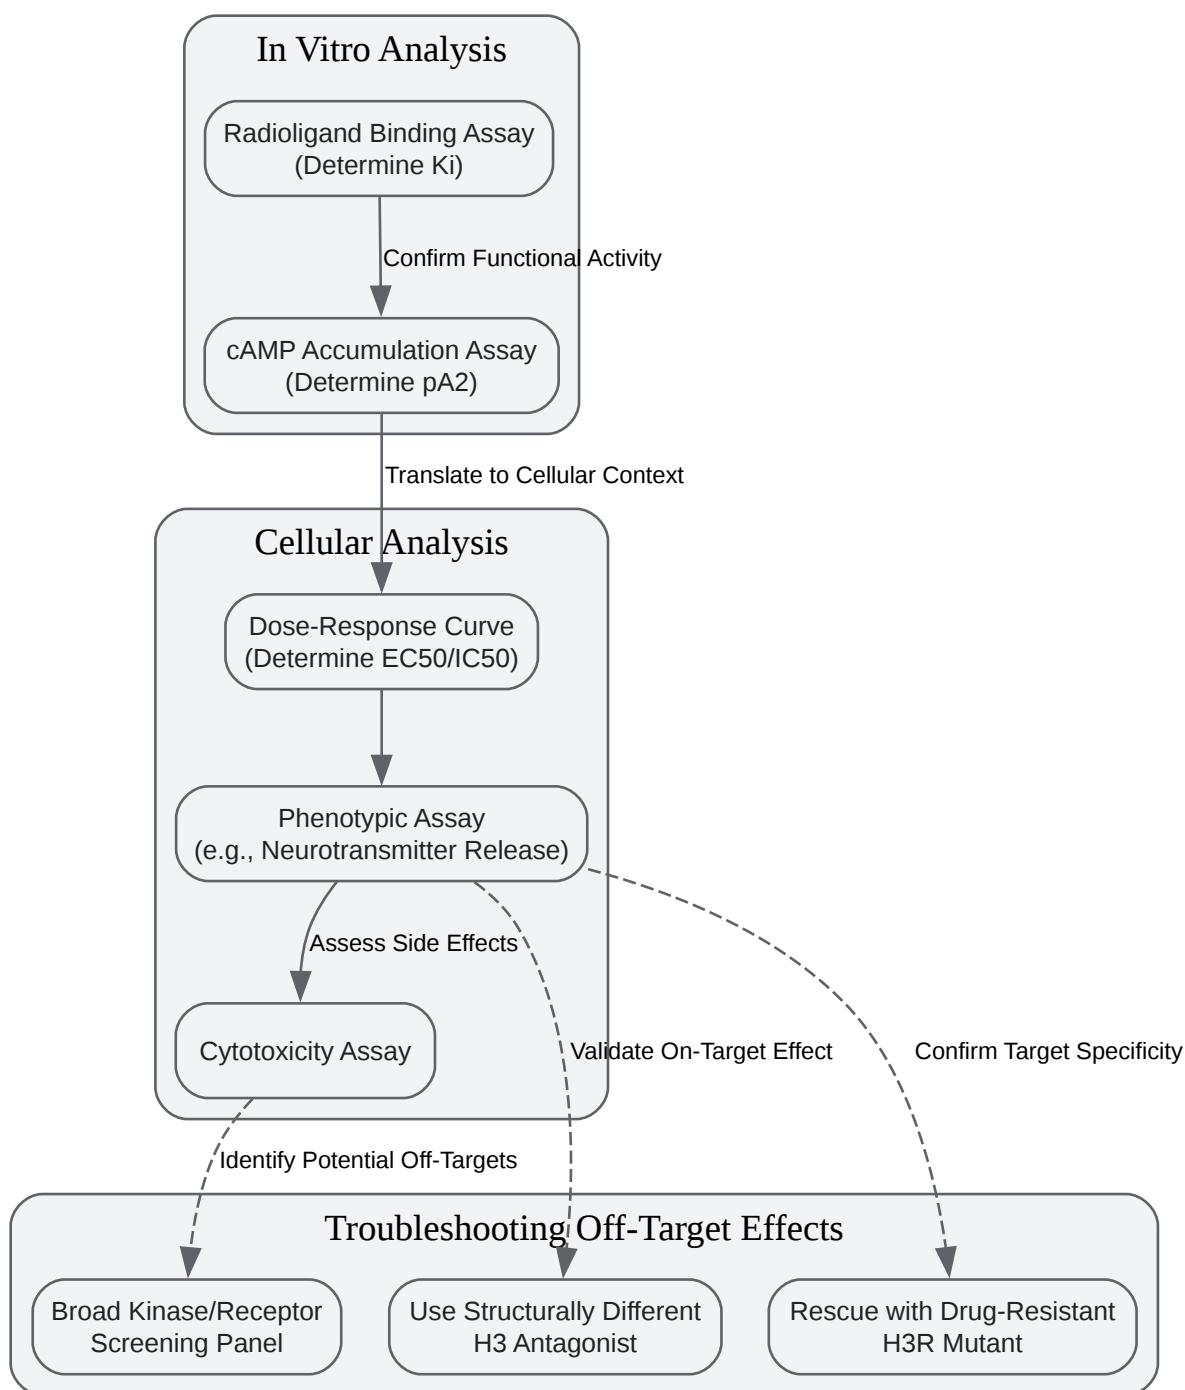 In Vitro Analysis
Radioligand Binding Assay
(Determine Ki)
Confirm Functional Activity
cAMP Accumulation Assay
(Determine pA2)
Translate to Cellular Context
Cellular Analysis
Dose-Response Curve
(Determine EC50/IC50)
Phenotypic Assay
(e.g., Neurotransmitter Release)
Assess Side Effects
Cytotoxicity Assay
Validate On-Target Effect
Confirm Target Specificity
Identify Potential Off-Targets
Troubleshooting Off-Target Effects
Broad Kinase/Receptor
Screening Panel
Use Structurally Different
H3 Antagonist
Rescue with Drug-Resistant
H3R Mutant